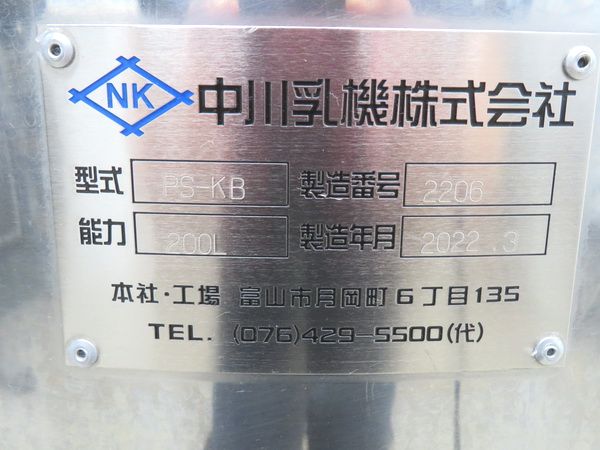 NK 中川乳機株式会社
型式 PS-KB 製造番号 2206
能力 200L 製造年月 2022.3
本社・工場 富山市月岡町6丁目135
TEL. (076)429-5500(代)